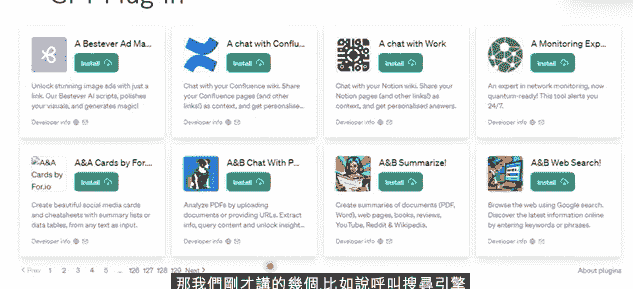 GPT Plug-in
A Bestever Ad Ma...
Install
Unlock stunning image ads with just a
link. Our Bestever AI scripts, polishes
your visuals, and generates magic!
Developer info
A chat with Conflu...
Install
Chat with your Confluence wiki. Share
your Confluence pages (and other
links) as context, and get personalise...
Developer info
A chat with Work
Install
Chat with your Notion wiki. Share your
Notion pages (and other links) as
context, and get personalised answers.
Developer info
A Monitoring Exp...
Install
An expert in network monitoring, now
quantum-ready! This tool alerts you
24/7.
Developer info
A&A
Cards by
For.io
A&A Cards by For...
Install
Create beautiful social media cards
and cheatsheets with summary lists or
data tables, from any text as input.
Developer info
A&B Chat With P...
Install
Analyze PDFs by uploading
documents or providing URLs. Extract
info, query content and unlock insight...
Developer info
A&B Summarize!
Install
Create summaries of documents (PDF,
Word), web pages, books, reviews,
YouTube, Reddit & Wikipedia.
Developer info
A&B Web Search!
Install
Browse the web using Google Search.
Discover the latest information online
by entering keywords or phrases.
Developer info
Prev 1 2 3 4 5 ... 126 127 128 129 Next
About plugins
那我們剛才講的幾個 比如說呼叫搜尋引擎